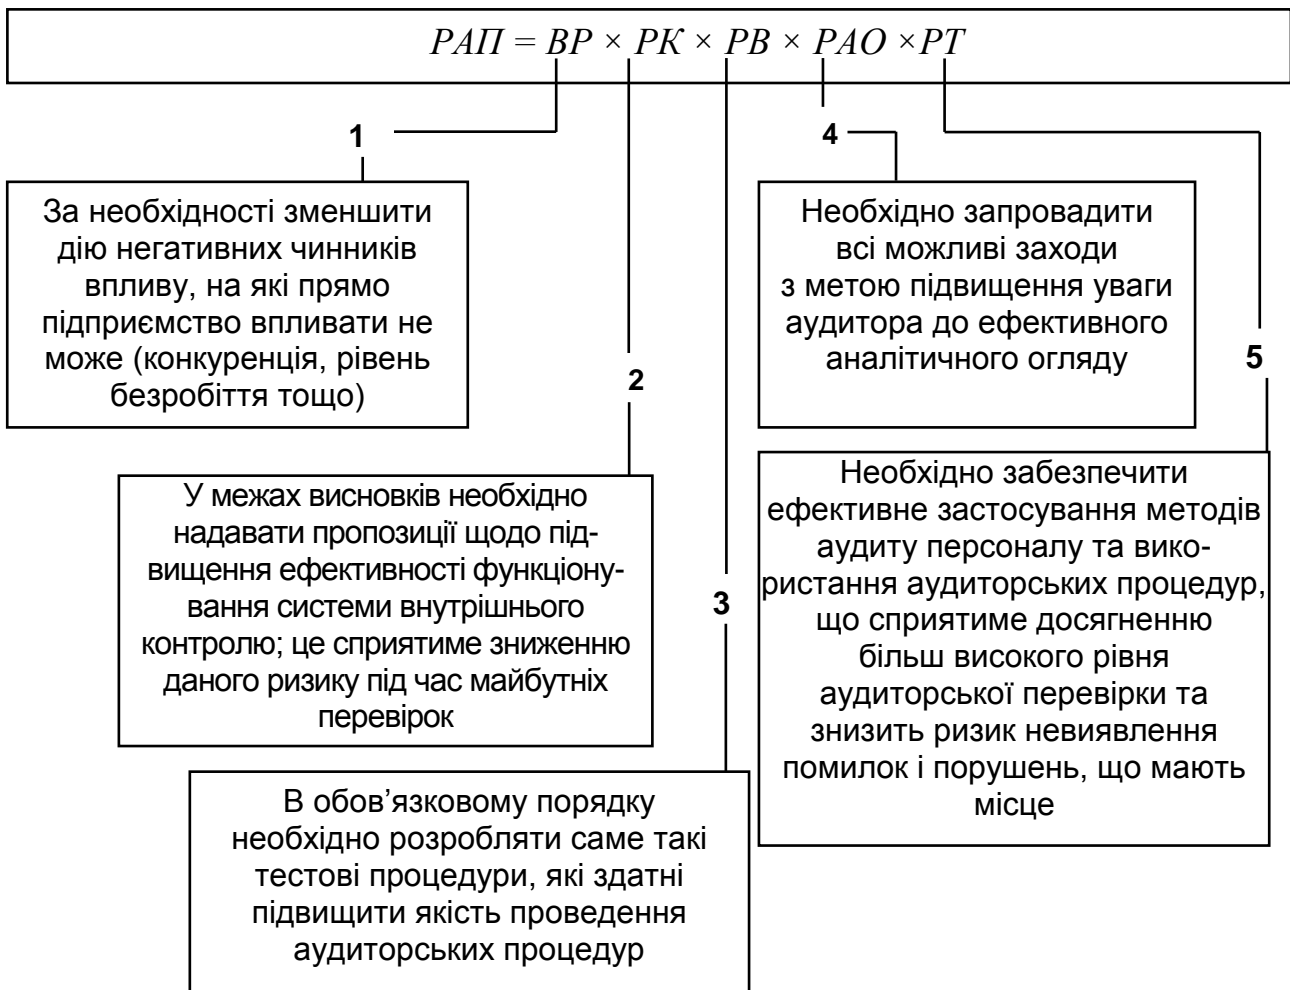 РАП = ВР × РК × РВ × РАО ×РТ
1
За необхідності зменшити
дію негативних чинників
впливу, на які прямо
підприємство впливати не
може (конкуренція, рівень
безробіття тощо)
2
У межах висновків необхідно
надавати пропозиції щодо під-
вищення ефективності функціону-
вання системи внутрішнього
контролю; це сприятиме зниженню
даного ризику під час майбутніх
перевірок
3
В обов’язковому порядку
необхідно розробляти саме такі
тестові процедури, які здатні
підвищити якість проведення
аудиторських процедур
4
Необхідно запровадити
всі можливі заходи
з метою підвищення уваги
аудитора до ефективного
аналітичного огляду
5
Необхідно забезпечити
ефективне застосування методів
аудиту персоналу та вико-
ристання аудиторських процедур,
що сприятиме досягненню
більш високого рівня
аудиторської перевірки та
знизить ризик невиявлення
помилок і порушень, що мають
місце